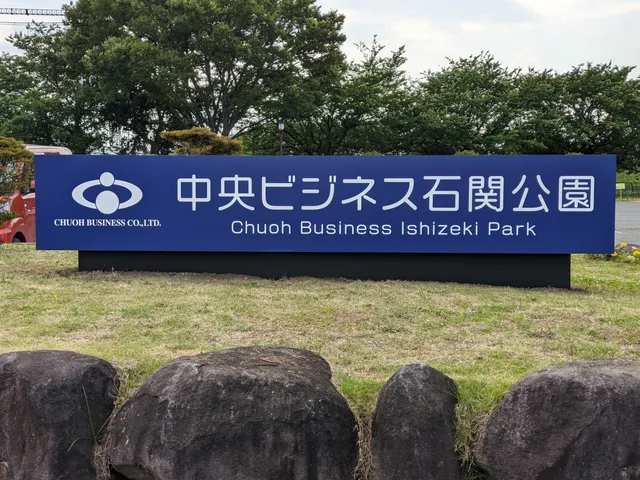 CHUOH BUSINESS CO.,LTD.
中央ビジネス石関公園
Chuoh Business Ishizeki Park